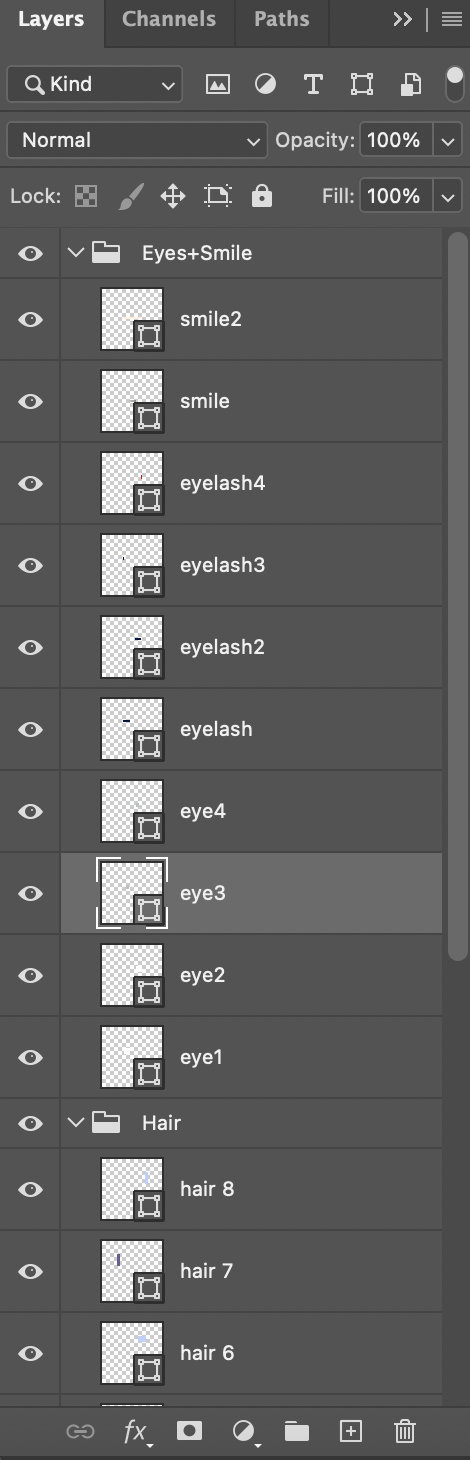 Layers Channels Paths
Kind T
Normal Opacity: 100%
Lock: Fill: 100%
Eyes+Smile
smile2
smile
eyelash4
eyelash3
eyelash2
eyelash
eye4
eye3
eye2
eye1
Hair
hair 8
hair 7
hair 6
fx